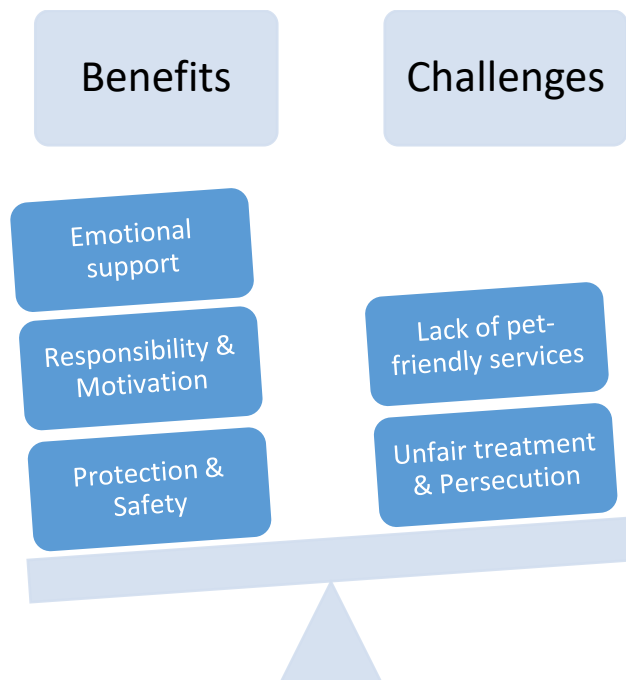 Benefits
Challenges
Emotional
support
Responsibility &
Motivation
Protection &
Safety
Lack of pet-
friendly services
Unfair treatment
& Persecution